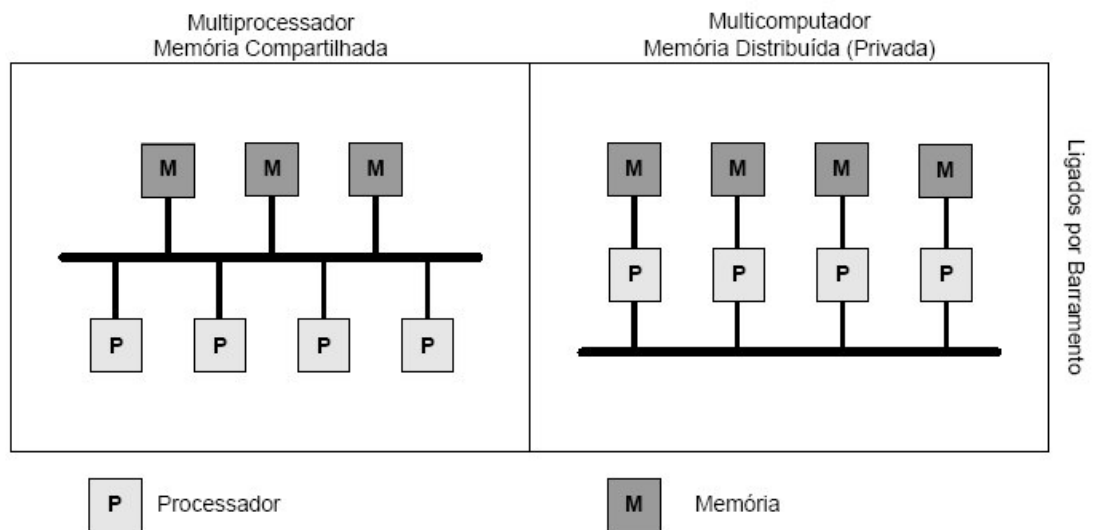 Multiprocessador
Memória Compartilhada
Multicomputador
Memória Distribuída (Privada)
M M M
P P P P
M M M M
P P P P
Ligados por Barramento
P Processador
M Memória